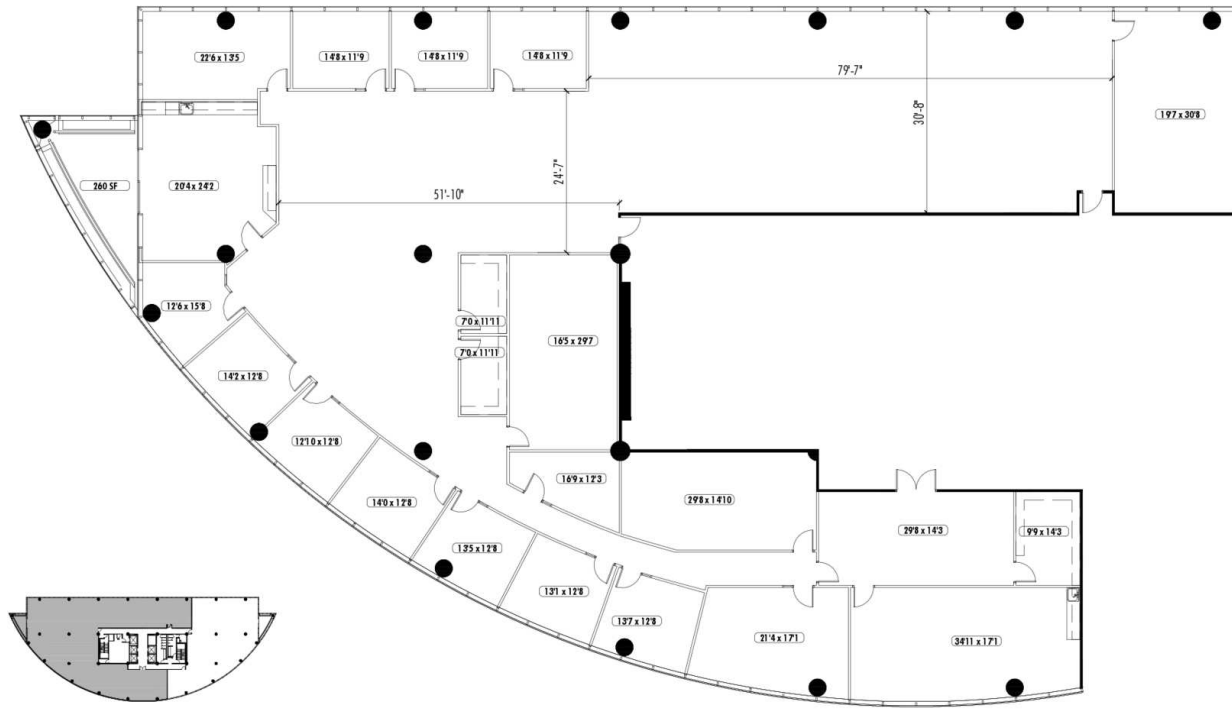 22'6 x 13'5
14'8 x 11'9
14'8 x 11'9
14'8 x 11'9
79'-7"
30'-8"
19'7 x 30'8
260 SF
20'4 x 24'2
51'-10"
24'-7"
12'6 x 15'8
7'0 x 11'11
7'0 x 11'11
16'5 x 29'7
14'2 x 12'8
12'10 x 12'8
14'0 x 12'8
16'9 x 12'3
29'8 x 14'10
13'5 x 12'8
29'8 x 14'3
9'9 x 14'3
13'1 x 12'8
13'7 x 12'8
21'4 x 17'1
34'11 x 17'1